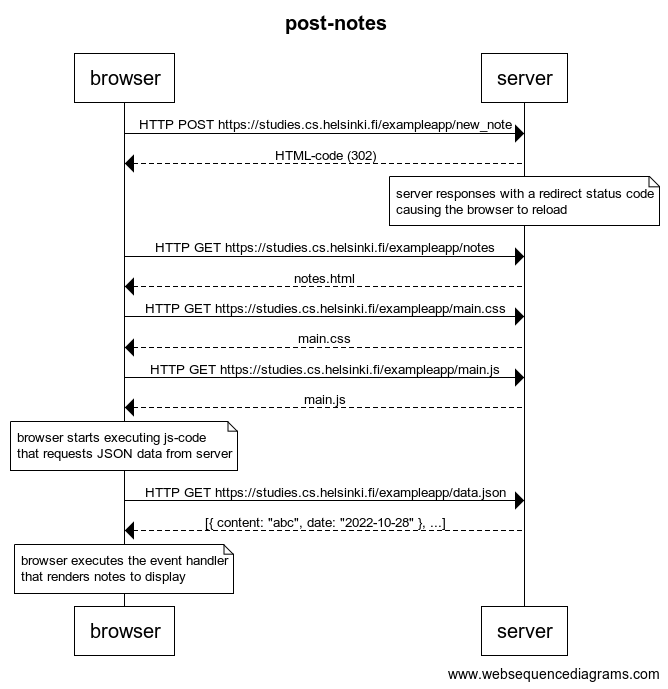 post-notes
browser
server
HTTP POST https://studies.cs.helsinki.fi/exampleapp/new_note
HTML-code (302)
server responses with a redirect status code
causing the browser to reload
HTTP GET https://studies.cs.helsinki.fi/exampleapp/notes
notes.html
HTTP GET https://studies.cs.helsinki.fi/exampleapp/main.css
main.css
HTTP GET https://studies.cs.helsinki.fi/exampleapp/main.js
main.js
browser starts executing js-code
that requests JSON data from server
HTTP GET https://studies.cs.helsinki.fi/exampleapp/data.json
[{ content: "abc", date: "2022-10-28" }, ...]
browser executes the event handler
that renders notes to display
browser
server
www.websequencediagrams.com